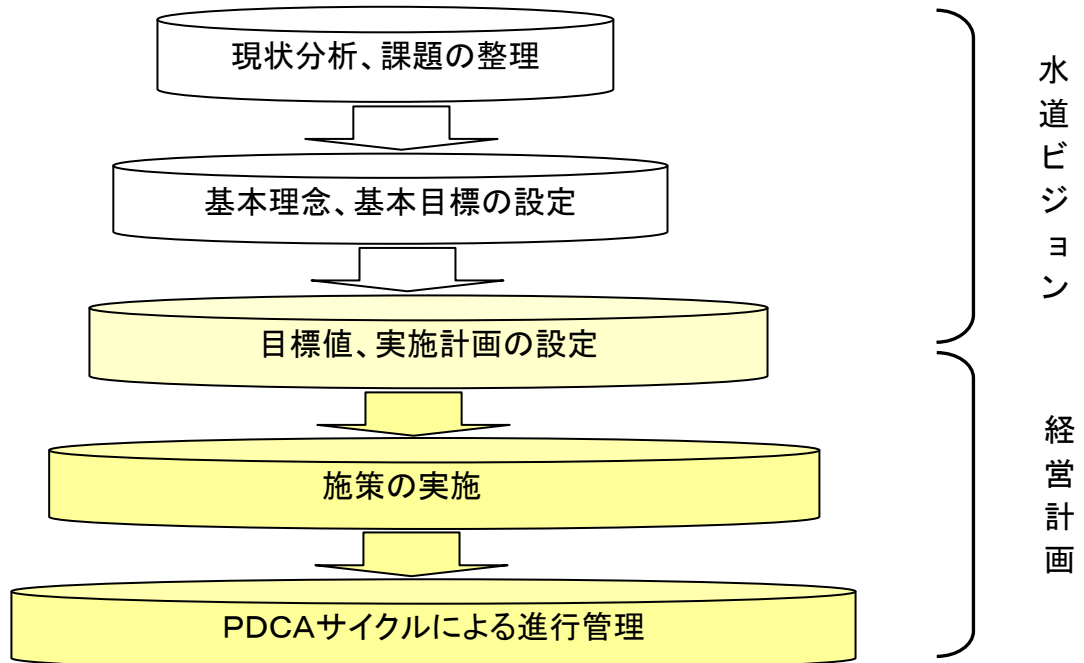 現状分析、課題の整理
基本理念、基本目標の設定
目標値、実施計画の設定
施策の実施
PDCAサイクルによる進行管理
水道ビジョン
経営計画